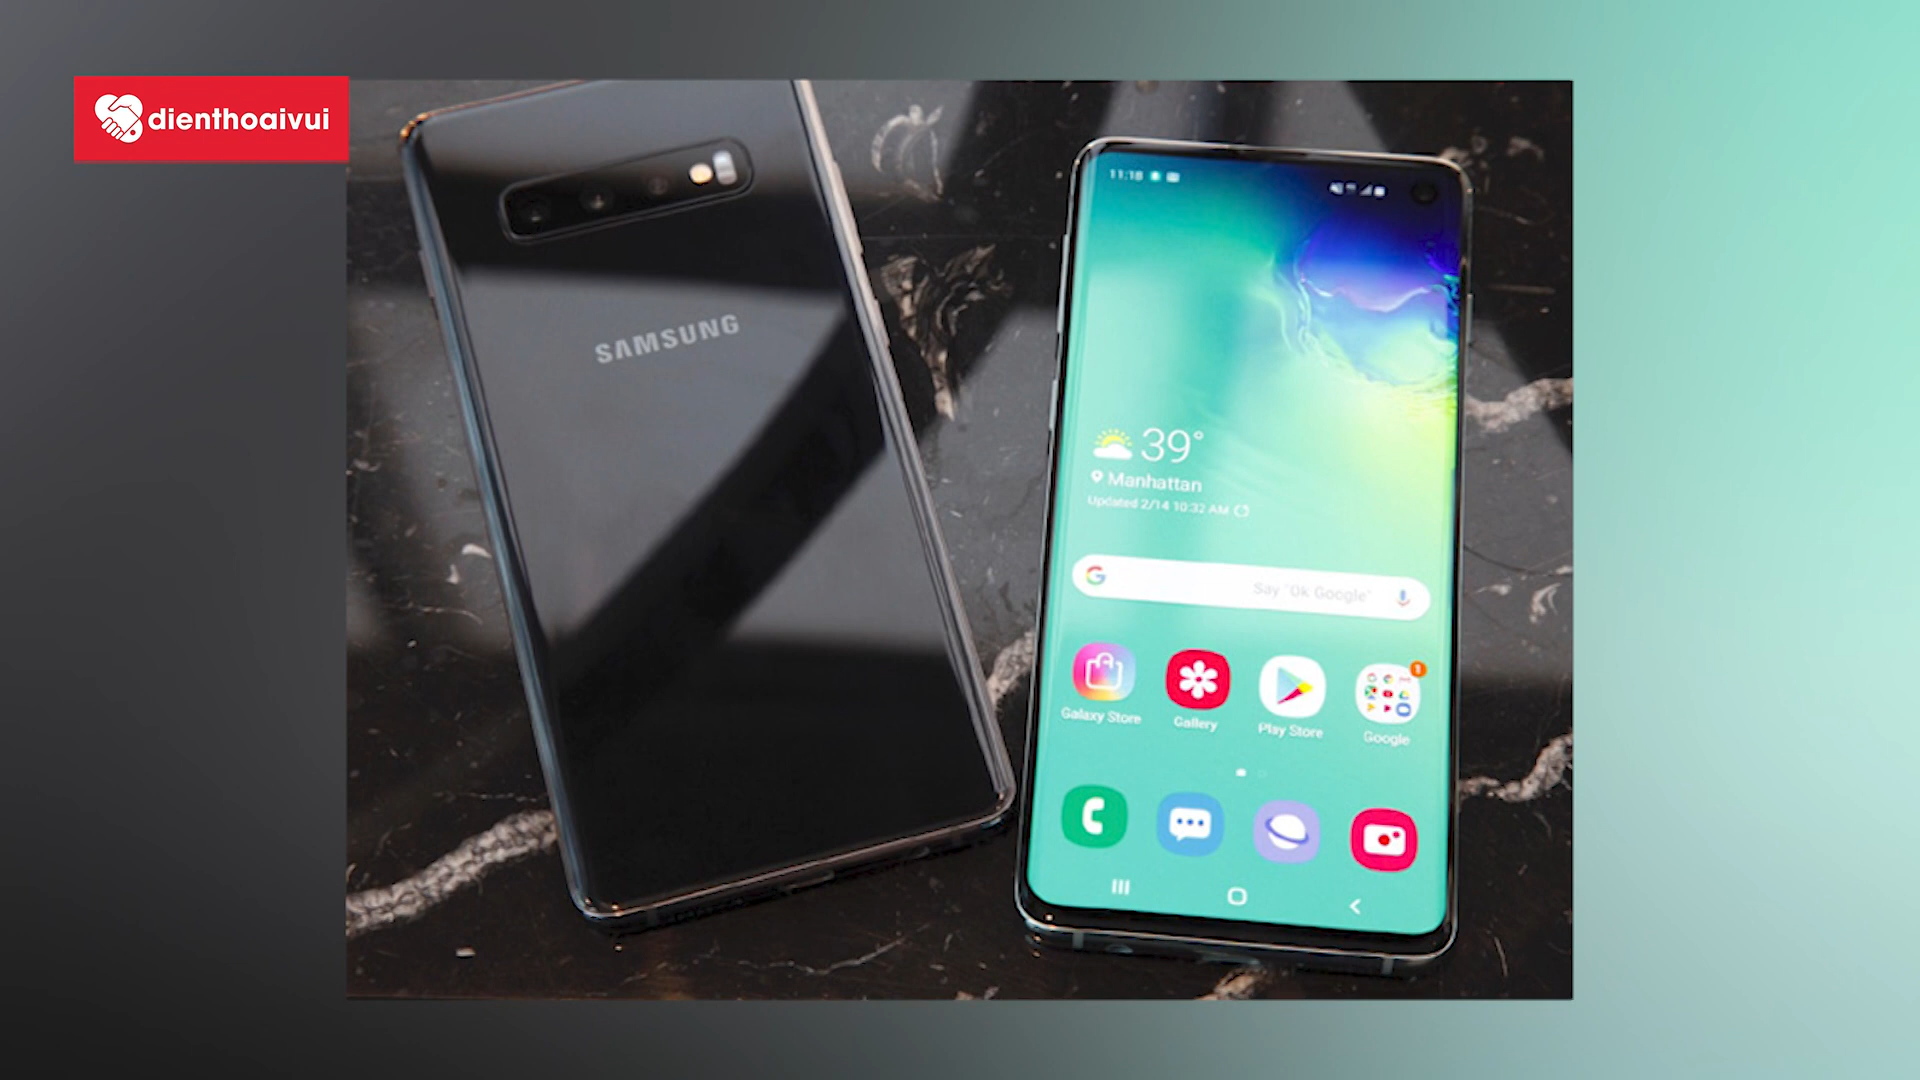 dienthoaivui
SAMSUNG
11:18
39°
Manhattan
Updated 2/14 10:32 AM
Say "Ok Google"
1
Galaxy Store
Gallery
Play Store
Google